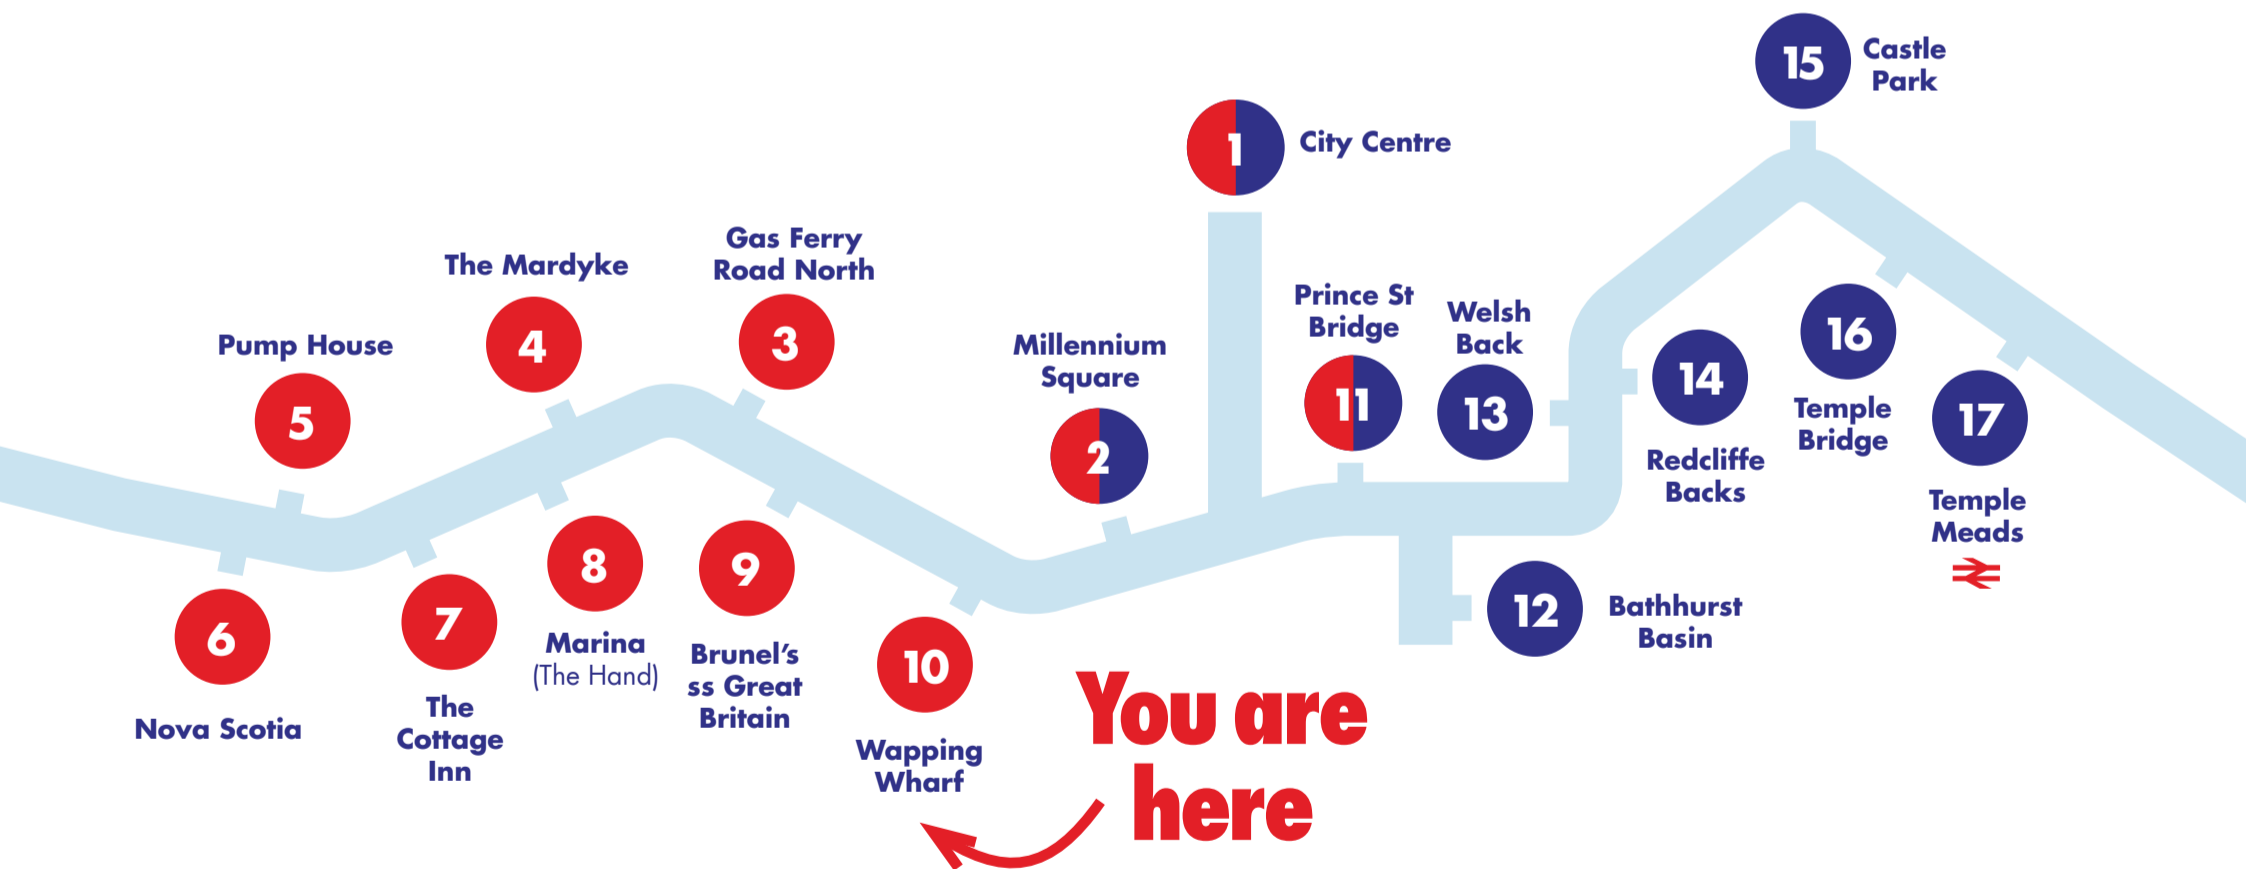 15
Castle
Park
1
City Centre
Gas Ferry
Road North
3
The Mardyke
4
Pump House
5
Millennium
Square
2
Prince St
Bridge
11
Welsh
Back
13
14
Redcliffe
Backs
16
Temple
Bridge
17
Temple
Meads
6
Nova Scotia
7
The
Cottage
Inn
8
Marina
(The Hand)
9
Brunel’s
ss Great
Britain
10
Wapping
Wharf
12
Bathhurst
Basin
You are
here